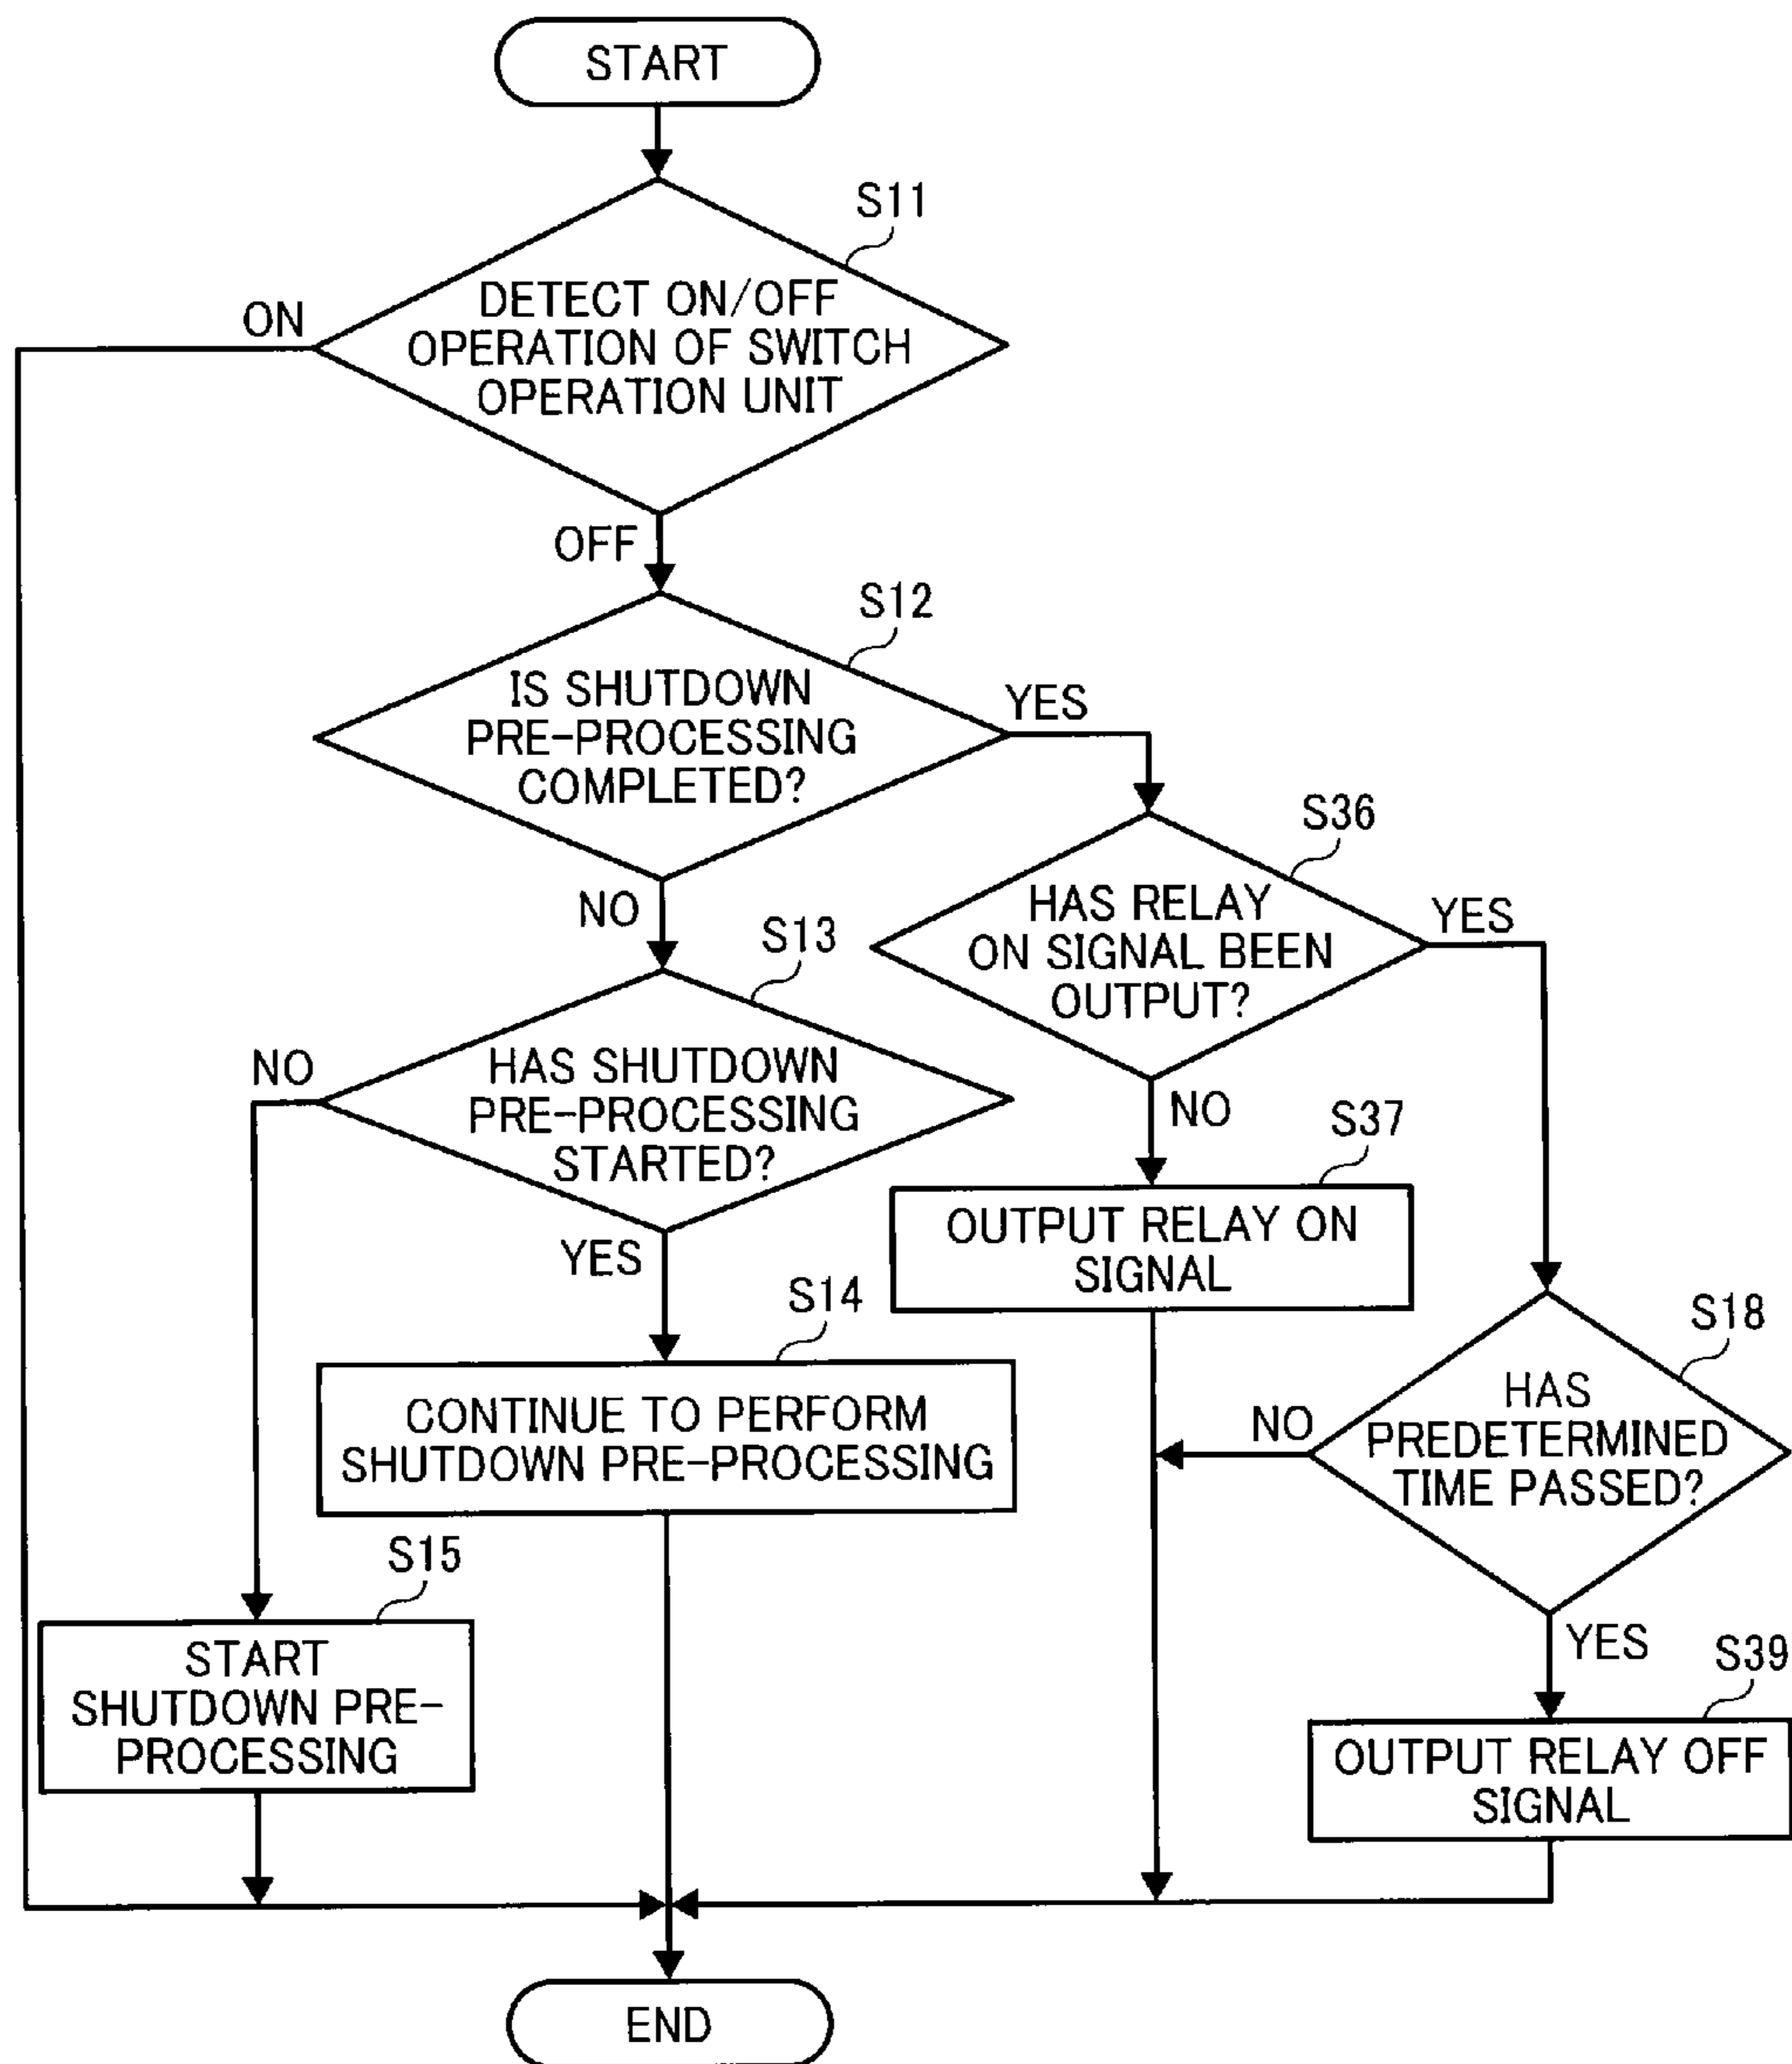 START
S11
DETECT ON/OFF
OPERATION OF SWITCH
OPERATION UNIT
ON
OFF
S12
IS SHUTDOWN
PRE-PROCESSING
COMPLETED?
YES
NO
S36
HAS RELAY
ON SIGNAL BEEN
OUTPUT?
YES
NO
S13
HAS SHUTDOWN
PRE-PROCESSING
STARTED?
NO
YES
S37
OUTPUT RELAY ON
SIGNAL
S14
CONTINUE TO PERFORM
SHUTDOWN PRE-PROCESSING
S18
HAS
PREDETERMINED
TIME PASSED?
NO
YES
S15
START
SHUTDOWN PRE-
PROCESSING
S39
OUTPUT RELAY OFF
SIGNAL
END